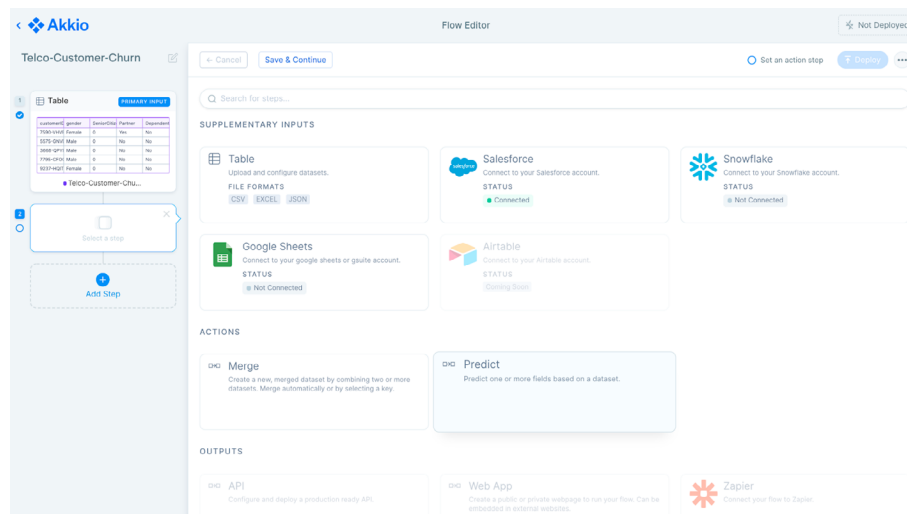 Akkio
Flow Editor
Not Deployed
Telco-Customer-Churn
← Cancel
Save & Continue
Set an action step
Deploy
Search for steps...
1
Table
PRIMARY INPUT
gender
Partner
Dependent
Female 0 Yes No
Male 0 No No
Male 0 No No
Male 0 No No
Female 0 No No
Telco-Customer-Chu...
2
Select a step
Add Step
SUPPLEMENTARY INPUTS
Table
Upload and configure datasets.
FILE FORMATS
CSV EXCEL JSON
Salesforce
Connect to your Salesforce account.
STATUS
Connected
Snowflake
Connect to your Snowflake account.
STATUS
Not Connected
Google Sheets
Connect to your google sheets or gsuite account.
STATUS
Not Connected
Airtable
Connect to your Airtable account
STATUS
Coming Soon
ACTIONS
Merge
Create a new, merged dataset by combining two or more
datasets. Merge automatically or by selecting a key.
Predict
Predict one or more fields based on a dataset.
OUTPUTS
API
Configure and deploy a production ready API
Web App
Create a public or private webpage to run your flow. Can be
embedded in external websites.
Zapier
Connect your flow to Zapier